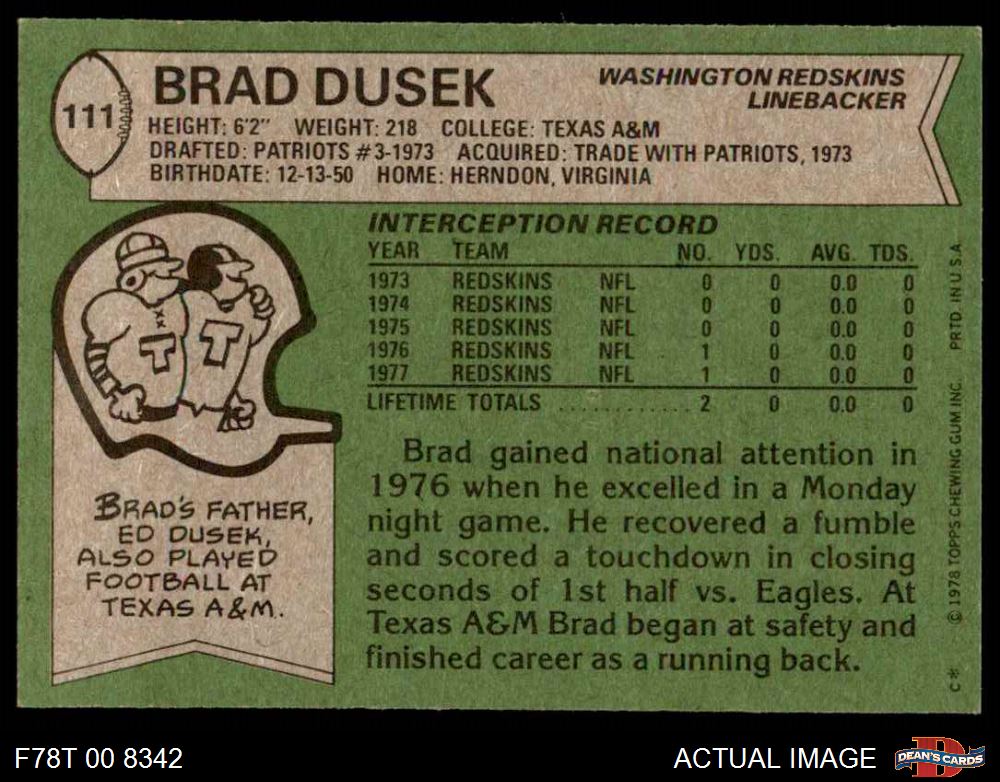 111
BRAD DUSEK
WASHINGTON REDSKINS
LINEBACKER
HEIGHT: 6'2" WEIGHT: 218 COLLEGE: TEXAS A&M
DRAFTED: PATRIOTS #3-1973 ACQUIRED: TRADE WITH PATRIOTS, 1973
BIRTHDATE: 12-13-50 HOME: HERNDON, VIRGINIA
INTERCEPTION RECORD
YEAR TEAM NO. YDS. AVG. TDS.
1973 REDSKINS NFL 0 0 0.0 0
1974 REDSKINS NFL 0 0 0.0 0
1975 REDSKINS NFL 0 0 0.0 0
1976 REDSKINS NFL 1 0 0.0 0
1977 REDSKINS NFL 1 0 0.0 0
LIFETIME TOTALS ............ 2 0 0.0 0
T T
BRAD'S FATHER,
ED DUSEK,
ALSO PLAYED
FOOTBALL AT
TEXAS A&M.
Brad gained national attention in
1976 when he excelled in a Monday
night game. He recovered a fumble
and scored a touchdown in closing
seconds of 1st half vs. Eagles. At
Texas A&M Brad began at safety and
finished career as a running back.
C* © 1978 TOPPS CHEWING GUM INC. PRTD. IN U.S.A.
F78T 00 8342
ACTUAL IMAGE
D
DEAN'S CARDS